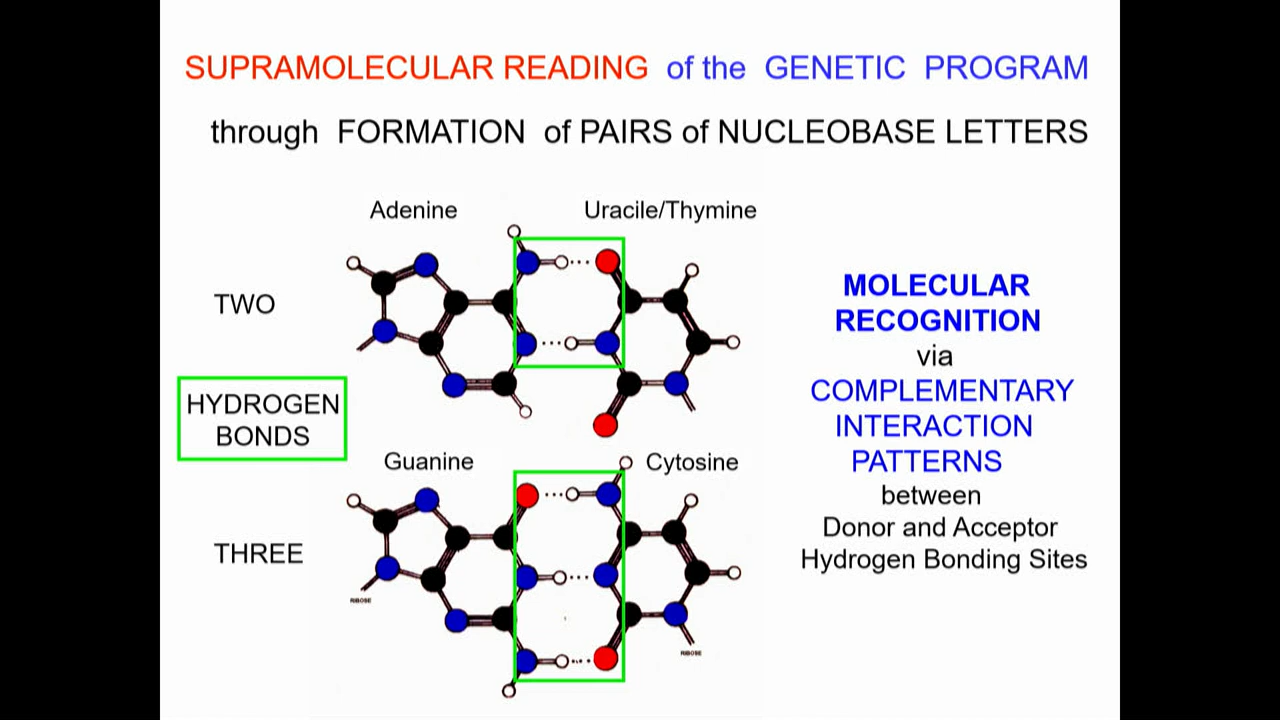 SUPRAMOLECULAR READING of the GENETIC PROGRAM
through FORMATION of PAIRS of NUCLEOBASE LETTERS
Adenine
Uracile/Thymine
TWO
HYDROGEN
BONDS
Guanine
Cytosine
THREE
RIBOSE
RIBOSE
MOLECULAR
RECOGNITION
via
COMPLEMENTARY
INTERACTION
PATTERNS
between
Donor and Acceptor
Hydrogen Bonding Sites